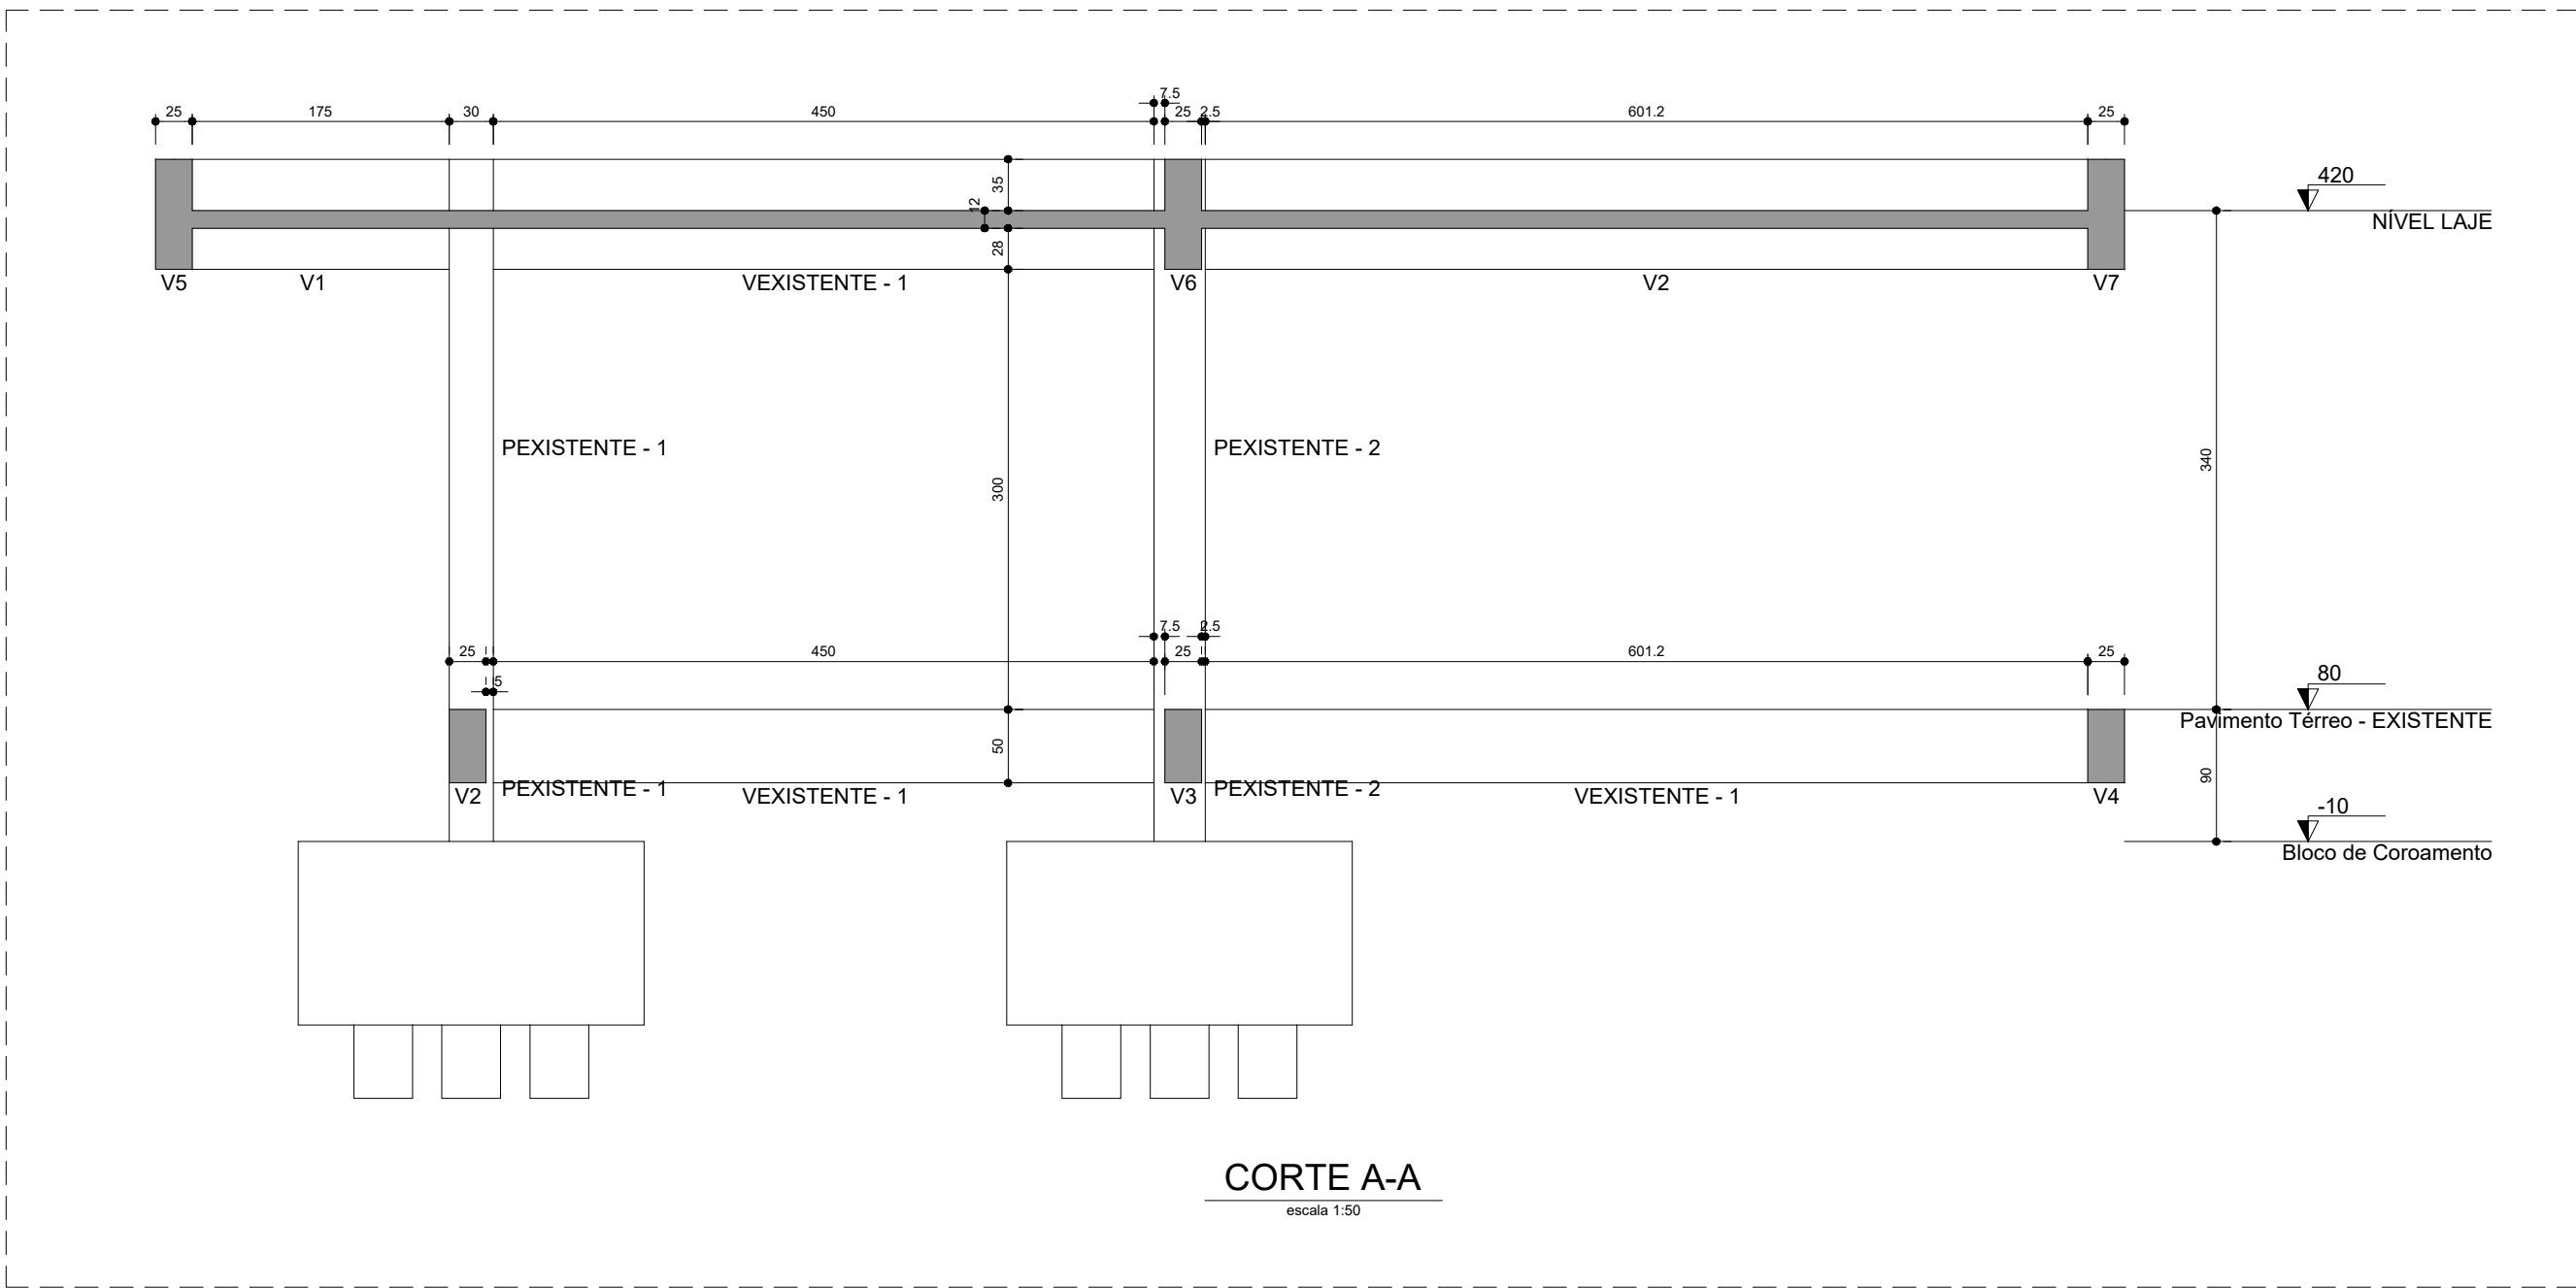 7.5
25 175 30 450 25 2.5 601.2 25
35
12
28
420
NÍVEL LAJE
V5 V1 VEXISTENTE - 1 V6 V2 V7
PEXISTENTE - 1 PEXISTENTE - 2
300
340
7.5 2.5
25 450 25 601.2 25
5
80
Pavimento Térreo - EXISTENTE
50
90
PEXISTENTE - 1 PEXISTENTE - 2
V2 VEXISTENTE - 1 V3 VEXISTENTE - 1 V4
-10
Bloco de Coroamento
CORTE A-A
escala 1:50